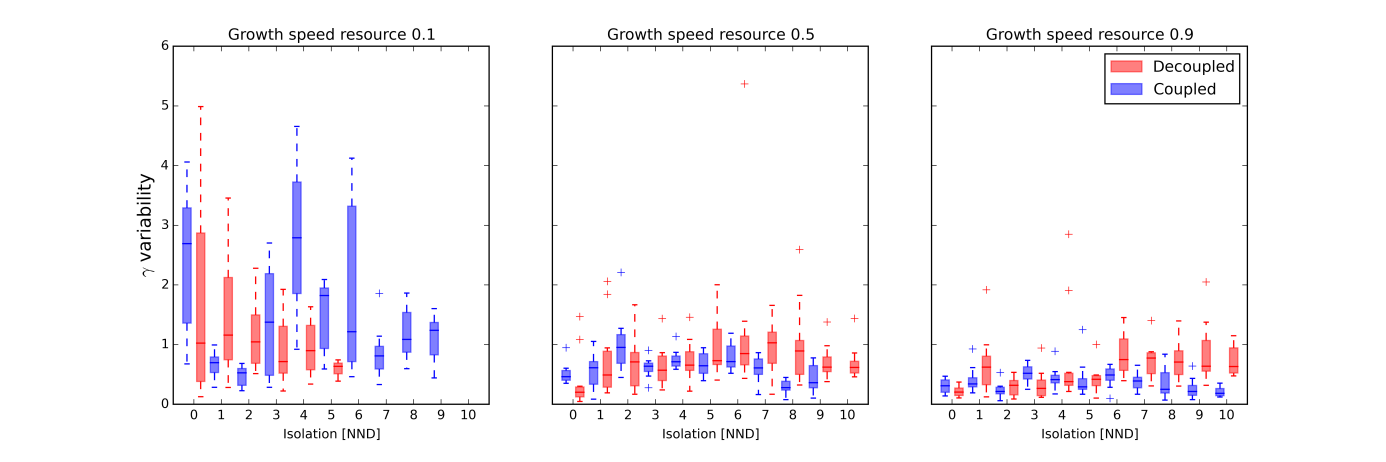 Growth speed resource 0.1
Growth speed resource 0.5
Growth speed resource 0.9
6
5
4
3
2
1
0
γ variability
Decoupled
Coupled
0 1 2 3 4 5 6 7 8 9 10
0 1 2 3 4 5 6 7 8 9 10
0 1 2 3 4 5 6 7 8 9 10
Isolation [NND]
Isolation [NND]
Isolation [NND]